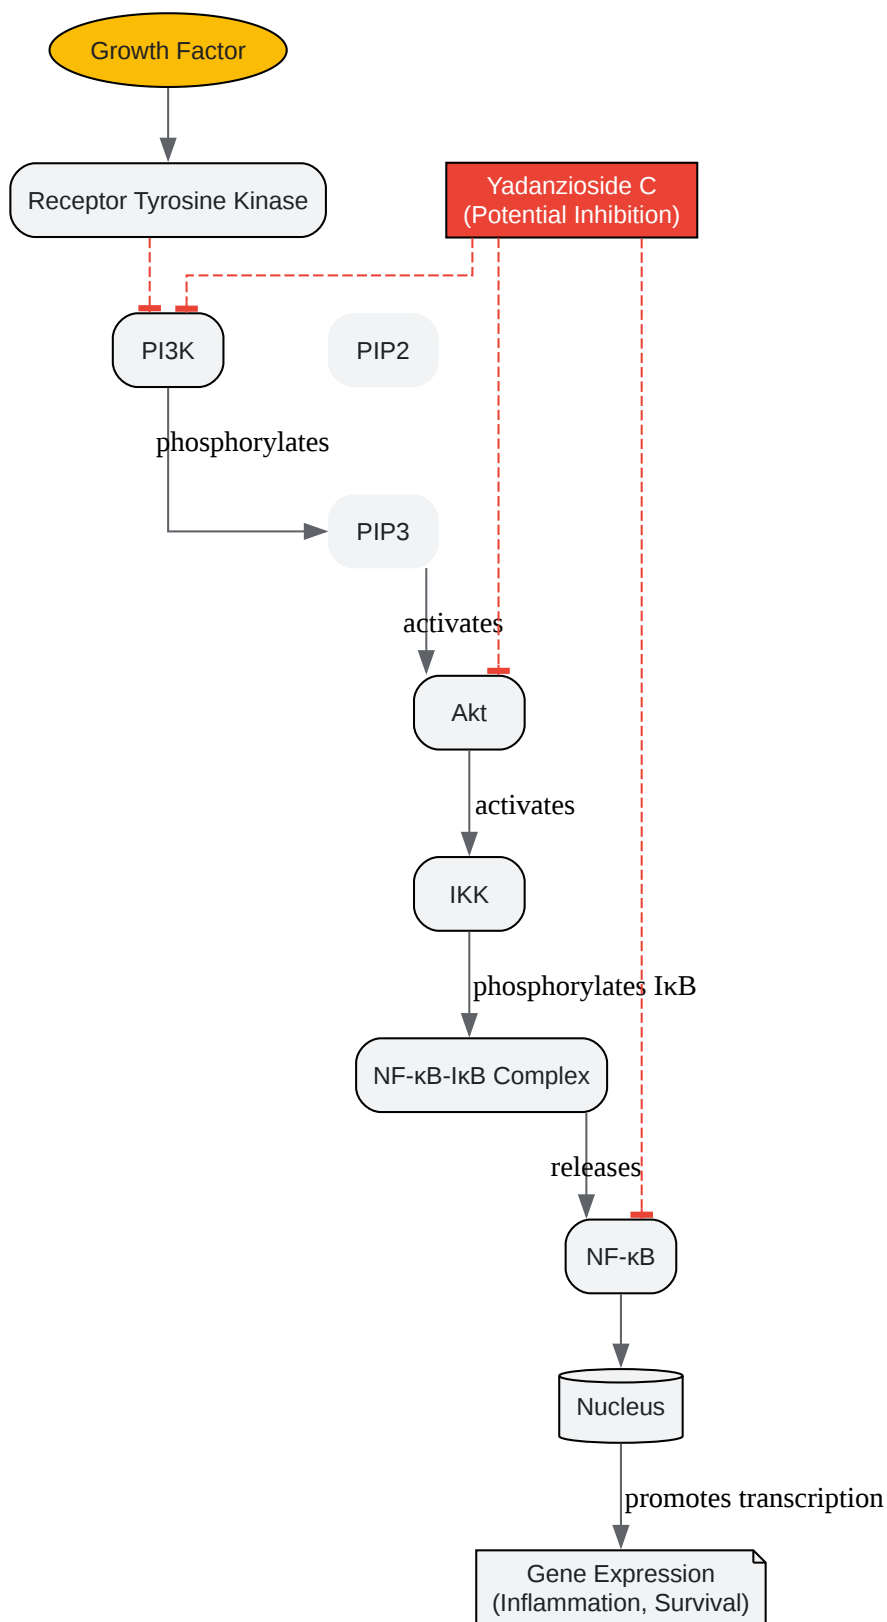 Growth Factor
Receptor Tyrosine Kinase
Yadanzioside C
(Potential Inhibition)
PI3K
PIP2
phosphorylates
PIP3
activates
Akt
activates
IKK
phosphorylates IκB
NF-κB-IκB Complex
releases
NF-κB
Nucleus
promotes transcription
Gene Expression
(Inflammation, Survival)